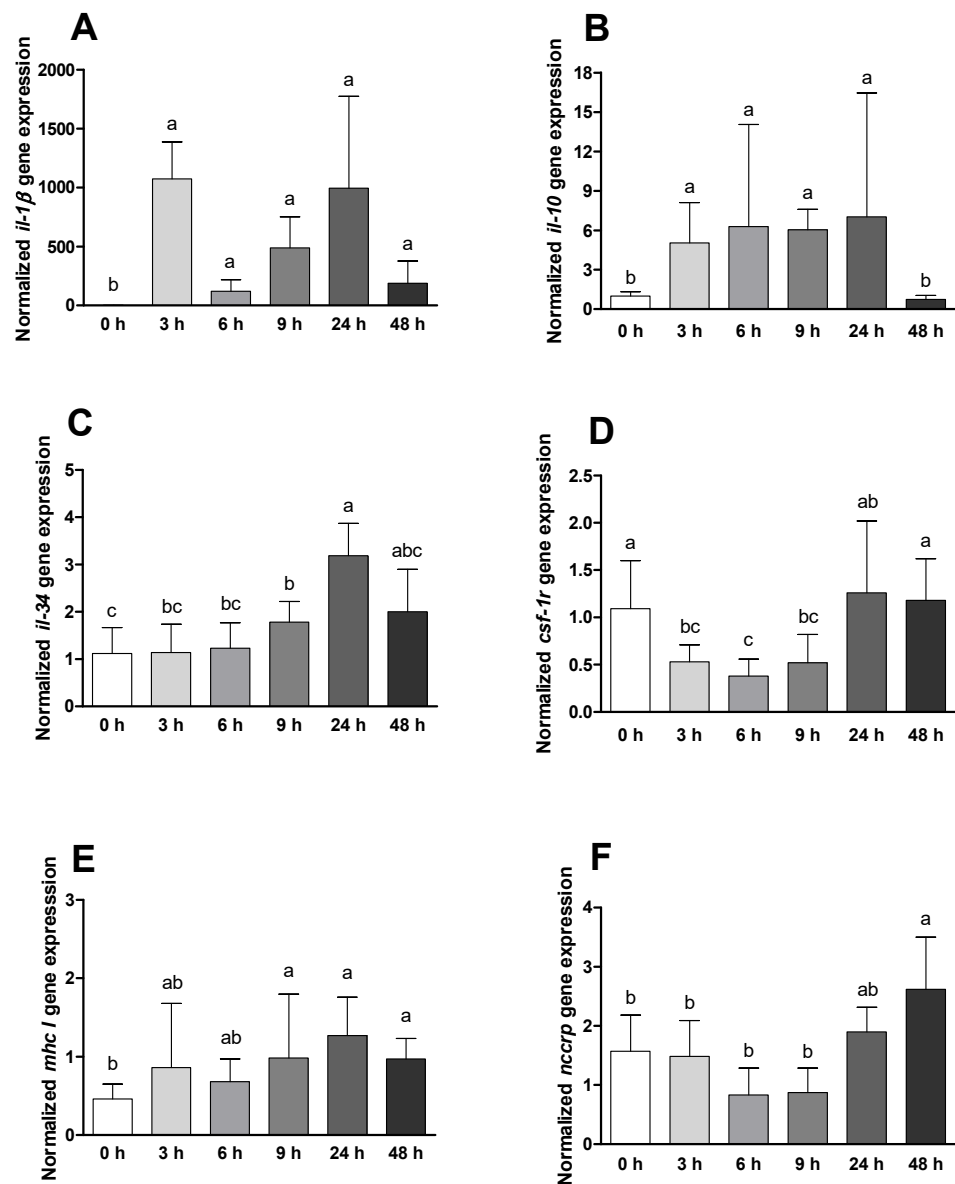 A
Normalized il-1β gene expression
2000
1500
1000
500
0
b
a
a
a
a
a
0 h 3 h 6 h 9 h 24 h 48 h
B
Normalized il-10 gene expression
18
15
12
9
6
3
0
b
a
a
a
a
b
0 h 3 h 6 h 9 h 24 h 48 h
C
Normalized il-34 gene expression
5
4
3
2
1
0
c
bc
bc
b
a
abc
0 h 3 h 6 h 9 h 24 h 48 h
D
Normalized csf-1r gene expression
2.5
2.0
1.5
1.0
0.5
0.0
a
bc
c
bc
ab
a
0 h 3 h 6 h 9 h 24 h 48 h
E
Normalized mhc I gene expresssion
3
2
1
0
b
ab
ab
a
a
a
0 h 3 h 6 h 9 h 24 h 48 h
F
Normalized nccrp gene expression
4
3
2
1
0
b
b
b
b
ab
a
0 h 3 h 6 h 9 h 24 h 48 h